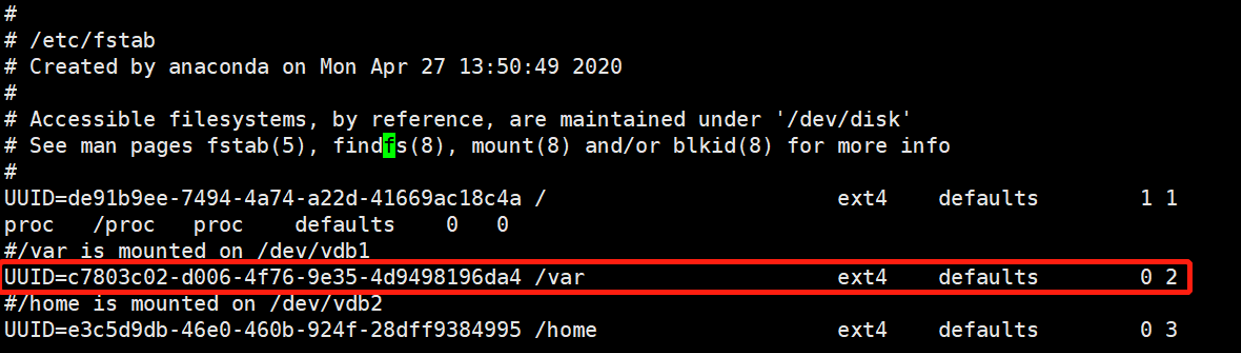 #
# /etc/fstab
# Created by anaconda on Mon Apr 27 13:50:49 2020
#
# Accessible filesystems, by reference, are maintained under '/dev/disk'
# See man pages fstab(5), findfs(8), mount(8) and/or blkid(8) for more info
#
UUID=de91b9ee-7494-4a74-a22d-41669ac18c4a / ext4 defaults 1 1
proc /proc proc defaults 0 0
#/var is mounted on /dev/vdb1
UUID=c7803c02-d006-4f76-9e35-4d9498196da4 /var ext4 defaults 0 2
#/home is mounted on /dev/vdb2
UUID=e3c5d9db-46e0-460b-924f-28dff9384995 /home ext4 defaults 0 3